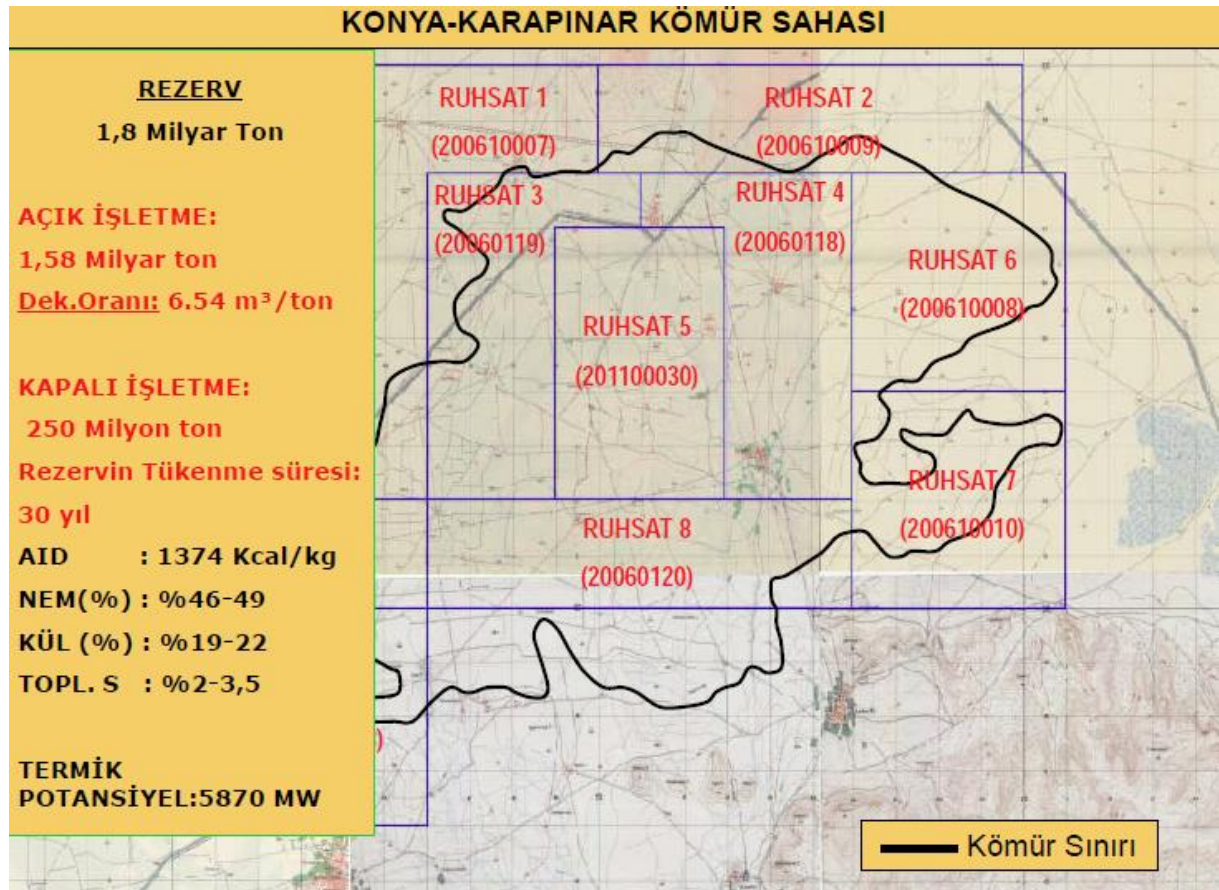 KONYA-KARAPINAR KÖMÜR SAHASI
REZERV
1,8 Milyar Ton
AÇIK İŞLETME:
1,58 Milyar ton
Dek.Oranı: 6.54 m³/ton
KAPALI İŞLETME:
250 Milyon ton
Rezervin Tükenme süresi:
30 yıl
AID : 1374 Kcal/kg
NEM(%) : %46-49
KÜL (%) : %19-22
TOPL. S : %2-3,5
TERMİK
POTANSİYEL:5870 MW
RUHSAT 1
(200610007)
RUHSAT 2
(200610009)
RUHSAT 3
(20060119)
RUHSAT 4
(20060118)
RUHSAT 6
(200610008)
RUHSAT 5
(201100030)
RUHSAT 7
(200610010)
RUHSAT 8
(20060120)
)
Kömür Sınırı